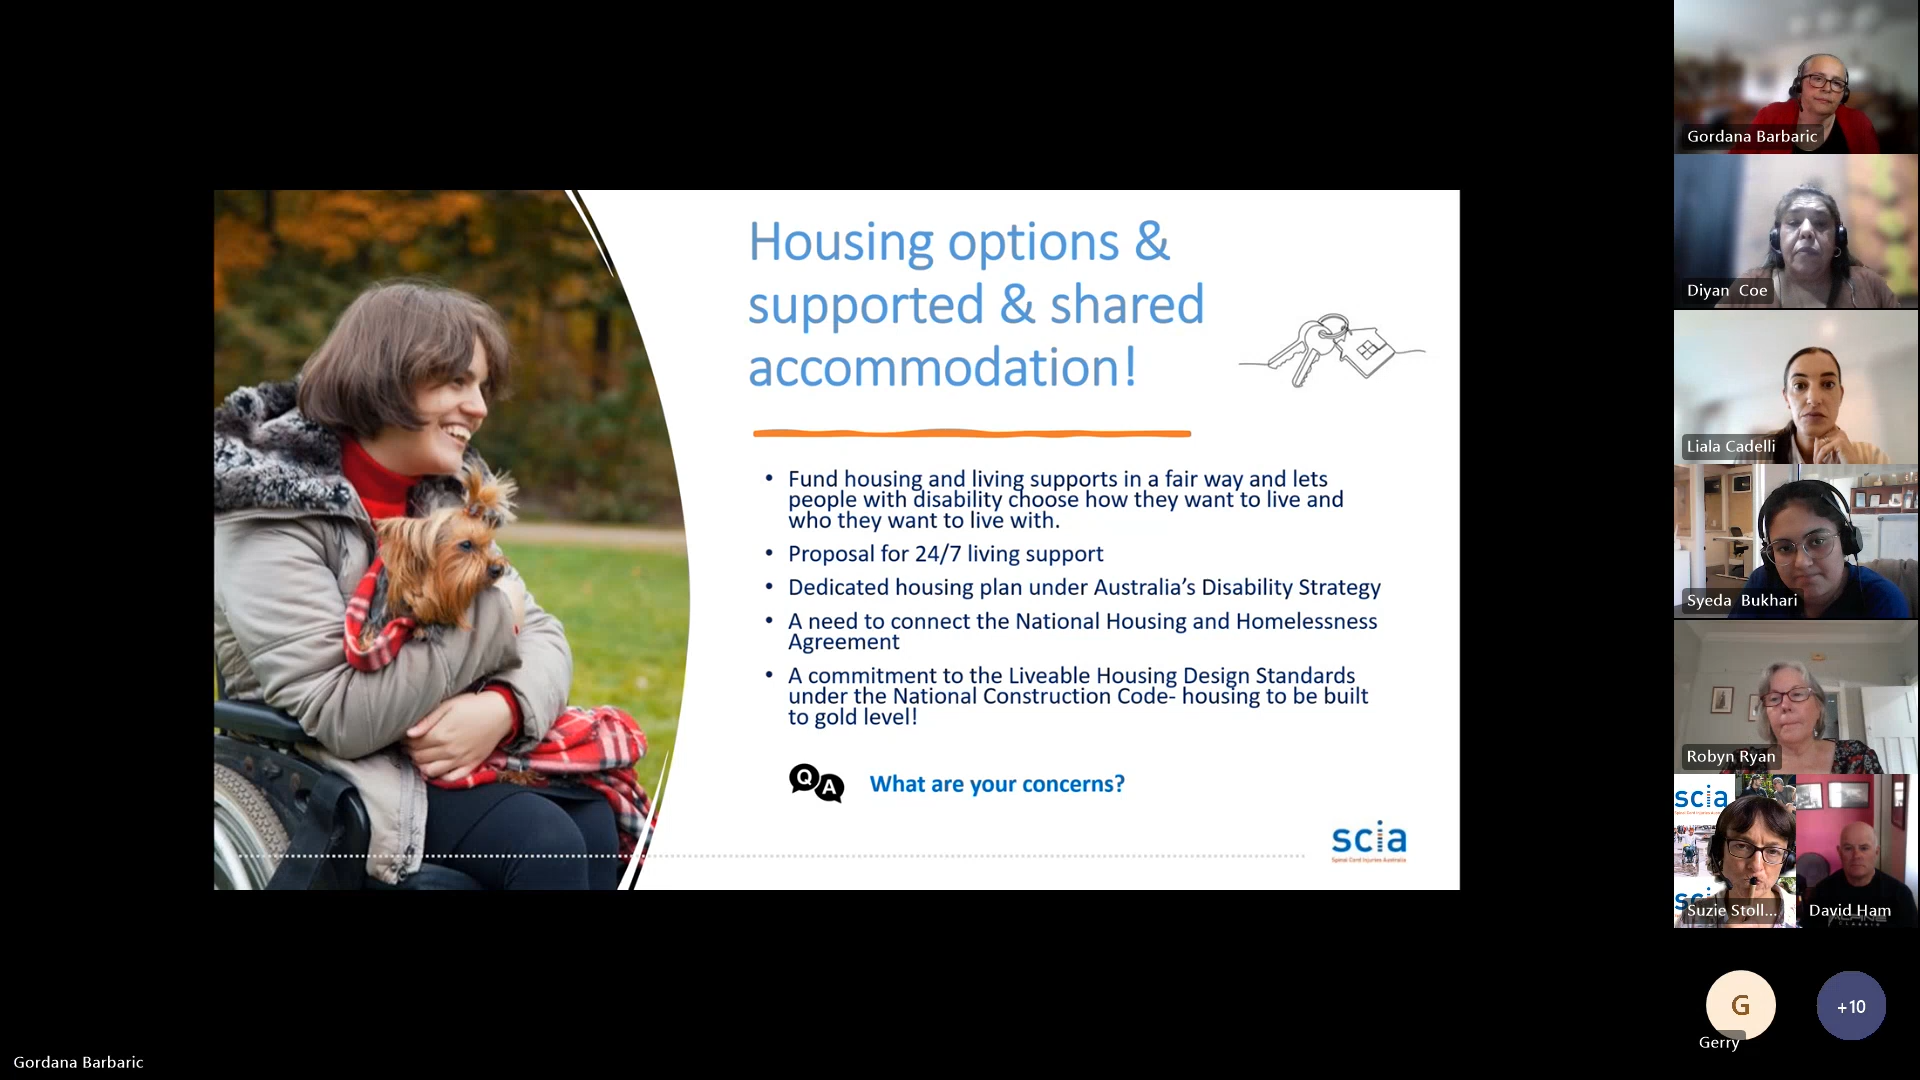 Housing options &
supported & shared
accommodation!
• Fund housing and living supports in a fair way and lets
people with disability choose how they want to live and
who they want to live with.
• Proposal for 24/7 living support
• Dedicated housing plan under Australia's Disability Strategy
• A need to connect the National Housing and Homelessness
Agreement
• A commitment to the Liveable Housing Design Standards
under the National Construction Code- housing to be built
to gold level!
Q A
What are your concerns?
scia
Spinal Cord Injuries Australia
Gordana Barbaric
Diyan Coe
Liala Cadelli
Syeda Bukhari
Robyn Ryan
scia
Suzie Stoll...
David Ham
G
+10
Gerry
Gordana Barbaric